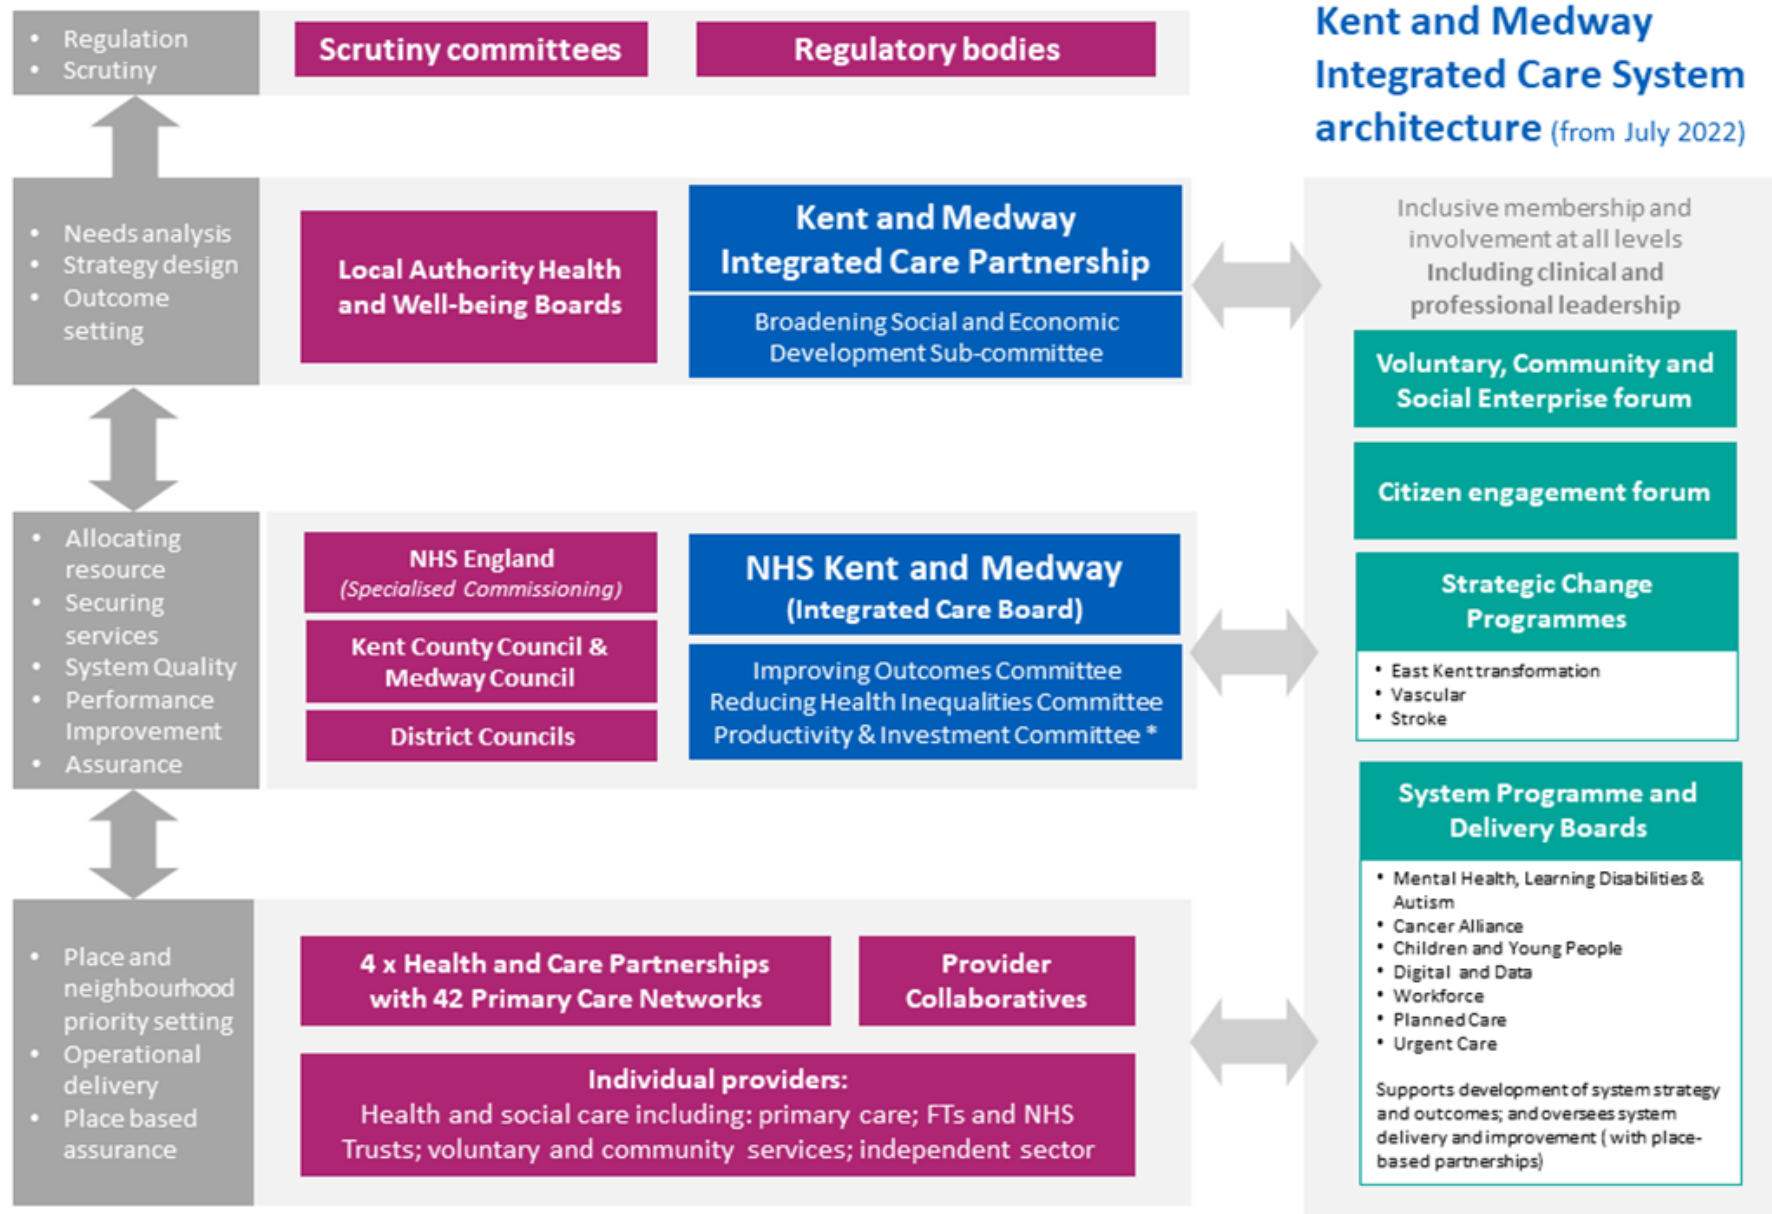 Kent and Medway
Integrated Care System
architecture (from July 2022)
• Regulation
• Scrutiny
Scrutiny committees
Regulatory bodies
• Needs analysis
• Strategy design
• Outcome
setting
Local Authority Health
and Well-being Boards
Kent and Medway
Integrated Care Partnership
Broadening Social and Economic
Development Sub-committee
• Allocating
resource
• Securing
services
• System Quality
• Performance
Improvement
• Assurance
NHS England
(Specialised Commissioning)
Kent County Council &
Medway Council
District Councils
NHS Kent and Medway
(Integrated Care Board)
Improving Outcomes Committee
Reducing Health Inequalities Committee
Productivity & Investment Committee *
• Place and
neighbourhood
priority setting
• Operational
delivery
• Place based
assurance
4 x Health and Care Partnerships
with 42 Primary Care Networks
Provider
Collaboratives
Individual providers:
Health and social care including: primary care; FTs and NHS
Trusts; voluntary and community services; independent sector
Inclusive membership and
involvement at all levels
Including clinical and
professional leadership
Voluntary, Community and
Social Enterprise forum
Citizen engagement forum
Strategic Change
Programmes
• East Kent transformation
• Vascular
• Stroke
System Programme and
Delivery Boards
• Mental Health, Learning Disabilities &
Autism
• Cancer Alliance
• Children and Young People
• Digital and Data
• Workforce
• Planned Care
• Urgent Care
Supports development of system strategy
and outcomes; and oversees system
delivery and improvement ( with place-
based partnerships)